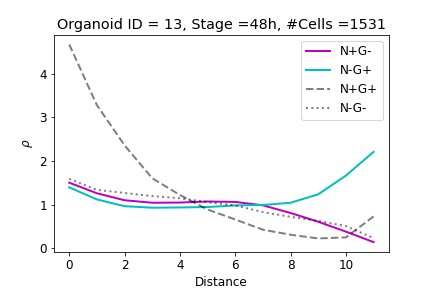 Organoid ID = 13, Stage =48h, #Cells =1531
N+G-
N-G+
N+G+
N-G-
ρ
4
3
2
1
0
0 2 4 6 8 10
Distance